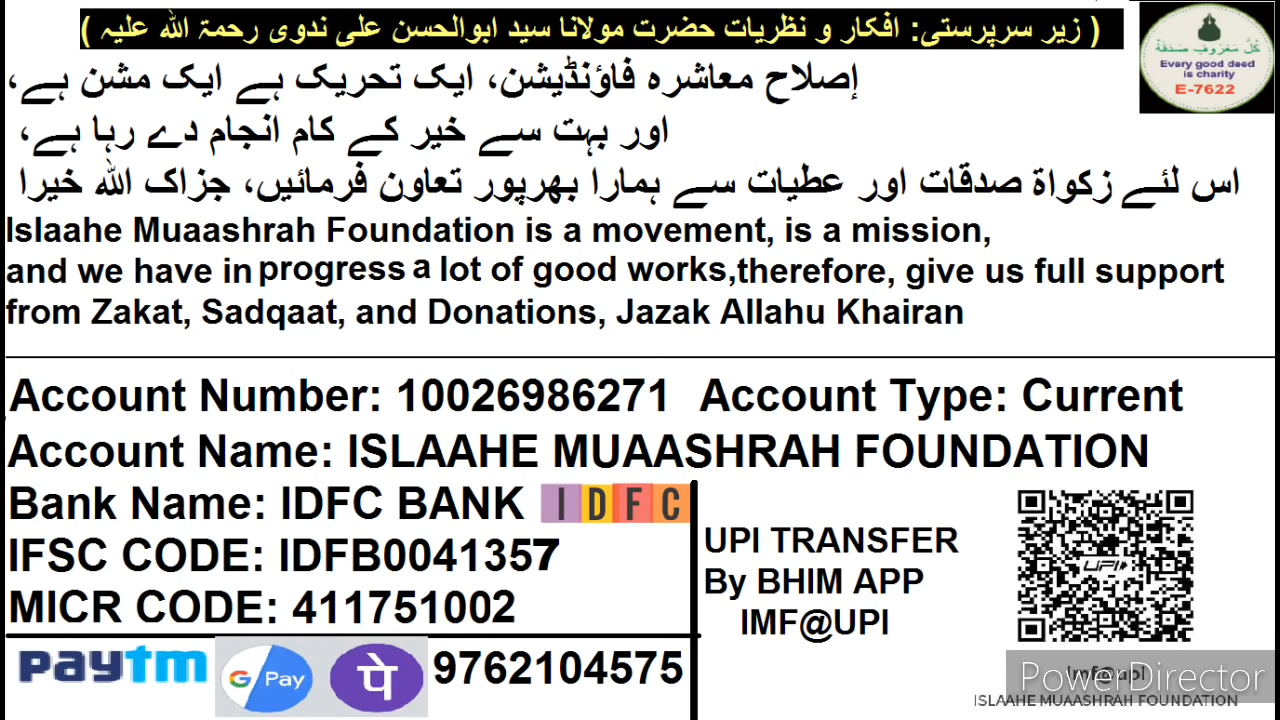 ( زیر سرپرستی: افکار و نظریات حضرت مولانا سید ابوالحسن علی ندوی رحمۃ اللہ علیہ )
كُلُّ مَعْرُوفٍ صَدَقَةٌ
Every good deed
is charity
E-7622
إصلاح معاشرہ فاؤنڈیشن، ایک تحریک ہے ایک مشن ہے،
اور بہت سے خیر کے کام انجام دے رہا ہے،
اس لئے زکواۃ صدقات اور عطیات سے ہمارا بھرپور تعاون فرمائیں، جزاک اللہ خیرا
Islaahe Muaashrah Foundation is a movement, is a mission,
and we have in progress a lot of good works,therefore, give us full support
from Zakat, Sadqaat, and Donations, Jazak Allahu Khairan
Account Number: 10026986271 Account Type: Current
Account Name: ISLAAHE MUAASHRAH FOUNDATION
Bank Name: IDFC BANK IDFC
IFSC CODE: IDFB0041357
MICR CODE: 411751002
UPI TRANSFER
By BHIM APP
IMF@UPI
UPI
paytm G Pay पे 9762104575
imf@upi
PowerDirector
ISLAAHE MUAASHRAH FOUNDATION